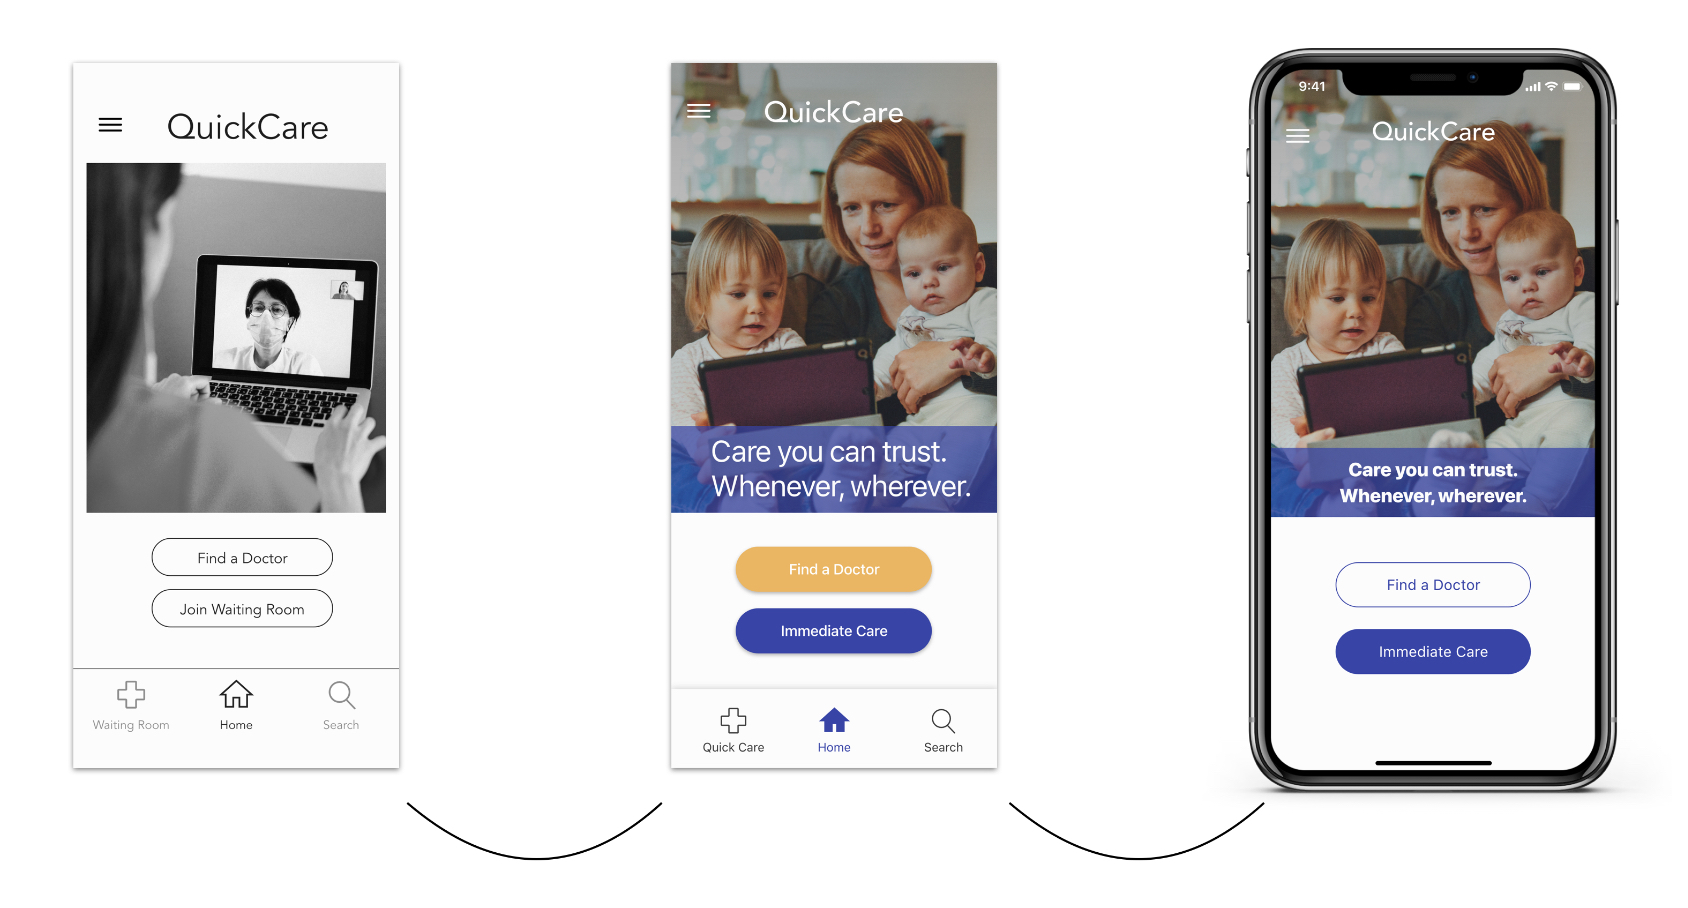 QuickCare
Find a Doctor
Join Waiting Room
Waiting Room
Home
Search
QuickCare
Care you can trust.
Whenever, wherever.
Find a Doctor
Immediate Care
Quick Care
Home
Search
9:41
QuickCare
Care you can trust.
Whenever, wherever.
Find a Doctor
Immediate Care